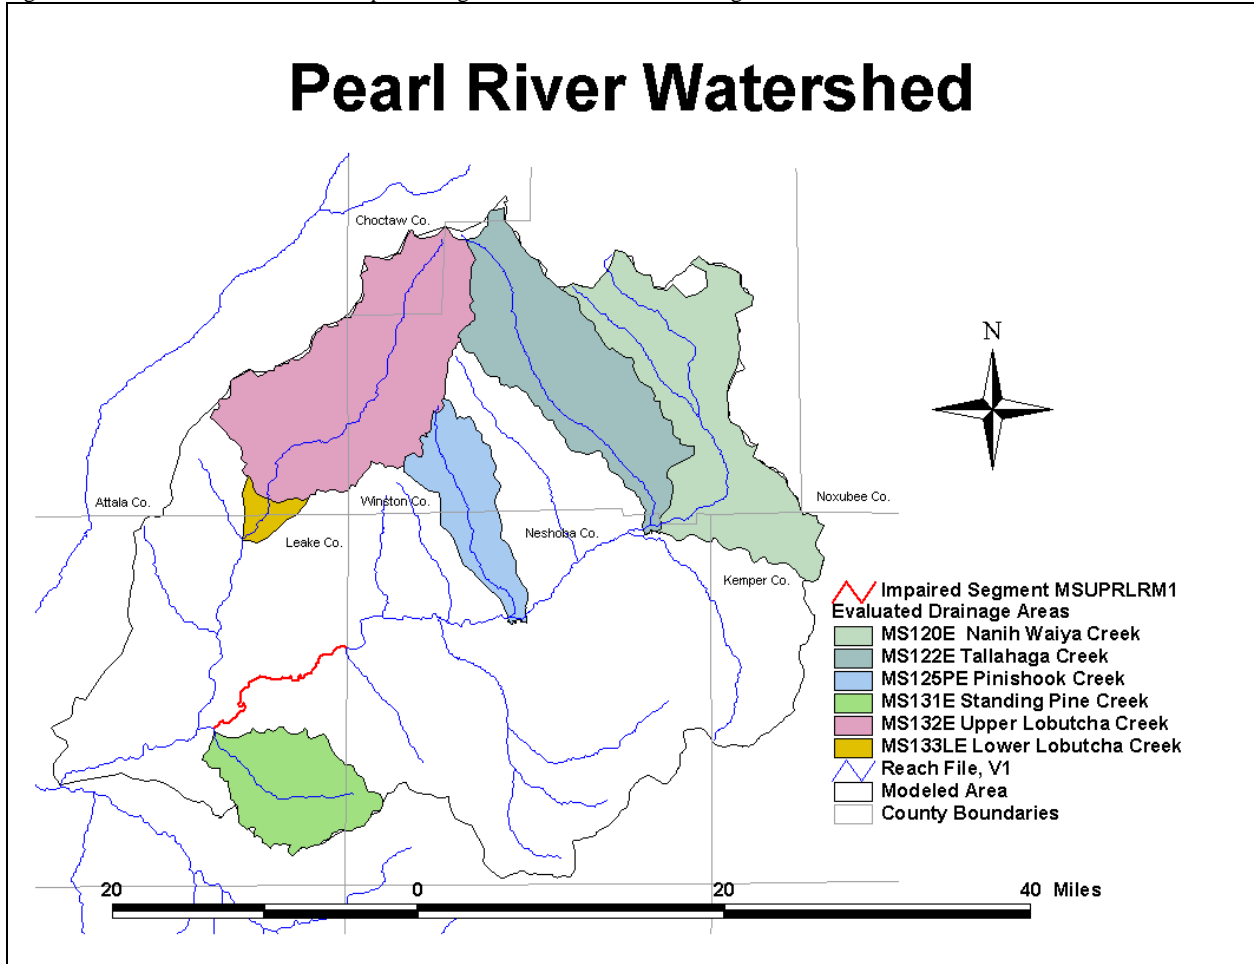 Pearl River Watershed
Choctaw Co.
N
Attala Co.
Winston Co.
Noxubee Co.
Neshoba Co.
Leake Co.
Kemper Co.
Impaired Segment MSUPRLRM1
Evaluated Drainage Areas
MS120E Nanih Waiya Creek
MS122E Tallahaga Creek
MS125PE Pinishook Creek
MS131E Standing Pine Creek
MS132E Upper Lobutcha Creek
MS133LE Lower Lobutcha Creek
Reach File, V1
Modeled Area
County Boundaries
20 0 20 40 Miles